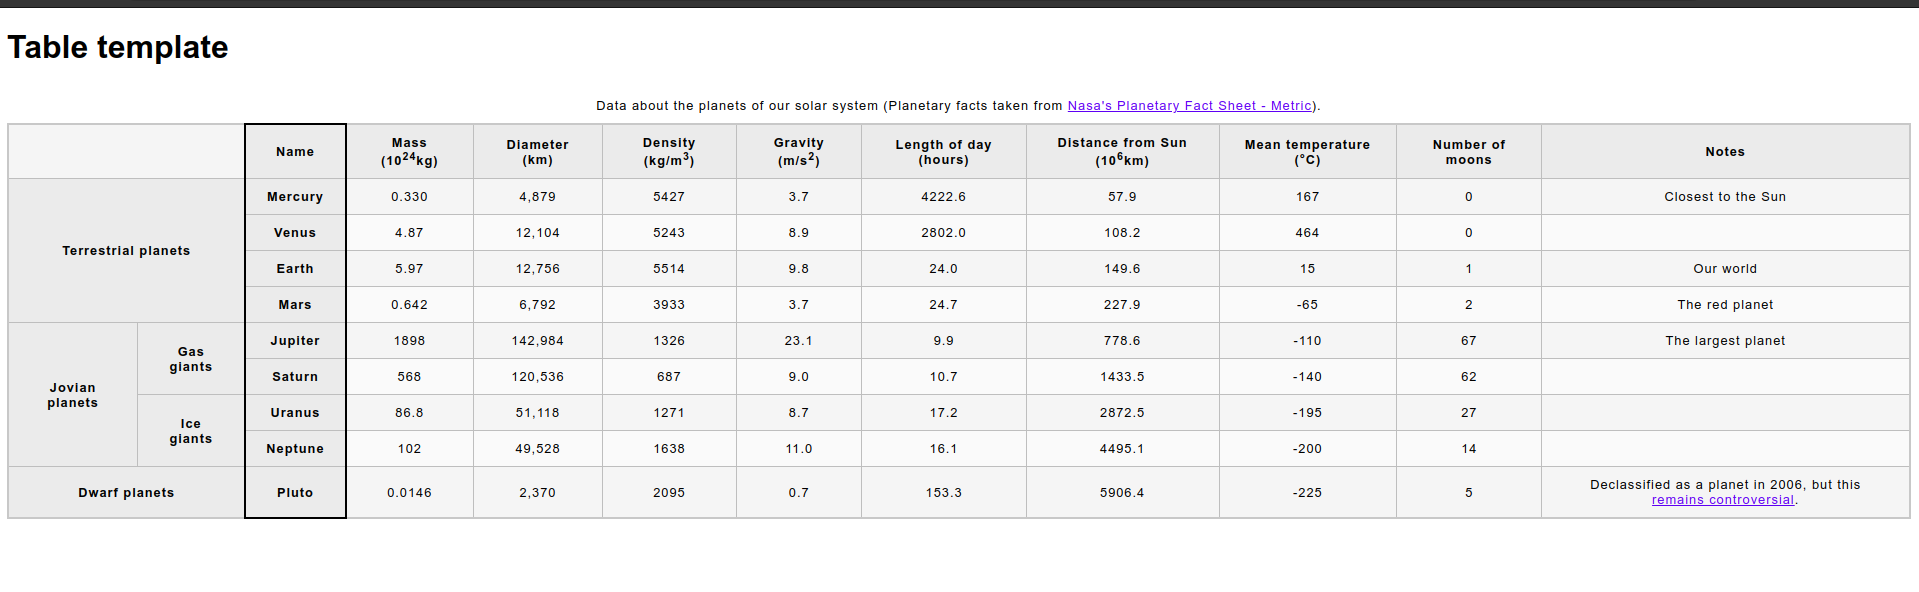 Table template
Data about the planets of our solar system (Planetary facts taken from Nasa's Planetary Fact Sheet - Metric).
Name Mass (10²⁴kg) Diameter (km) Density (kg/m³) Gravity (m/s²) Length of day (hours) Distance from Sun (10⁶km) Mean temperature (°C) Number of moons Notes
Terrestrial planets Mercury 0.330 4,879 5427 3.7 4222.6 57.9 167 0 Closest to the Sun
Venus 4.87 12,104 5243 8.9 2802.0 108.2 464 0
Earth 5.97 12,756 5514 9.8 24.0 149.6 15 1 Our world
Mars 0.642 6,792 3933 3.7 24.7 227.9 -65 2 The red planet
Jovian planets Gas giants Jupiter 1898 142,984 1326 23.1 9.9 778.6 -110 67 The largest planet
Saturn 568 120,536 687 9.0 10.7 1433.5 -140 62
Ice giants Uranus 86.8 51,118 1271 8.7 17.2 2872.5 -195 27
Neptune 102 49,528 1638 11.0 16.1 4495.1 -200 14
Dwarf planets Pluto 0.0146 2,370 2095 0.7 153.3 5906.4 -225 5 Declassified as a planet in 2006, but this remains controversial.